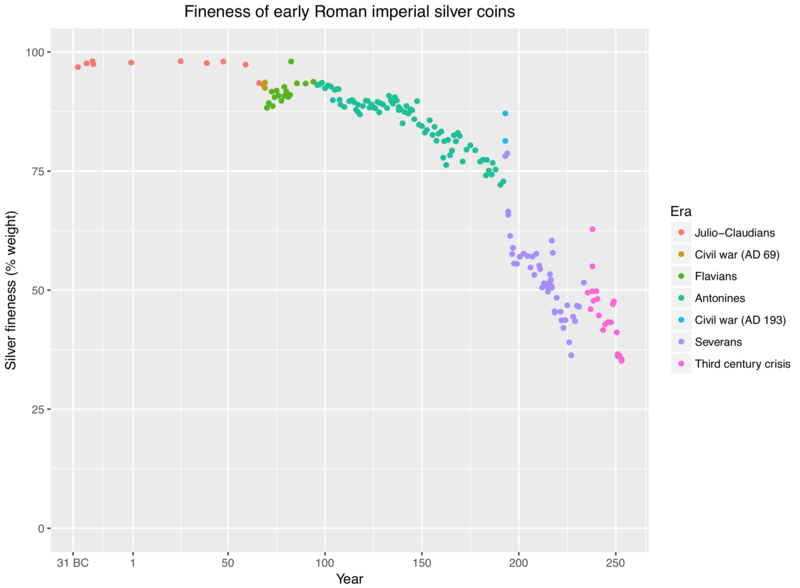 Fineness of early Roman imperial silver coins
Silver fineness (% weight)
100
75
50
25
0
31 BC
1
50
100
150
200
250
Year
Era
Julio−Claudians
Civil war (AD 69)
Flavians
Antonines
Civil war (AD 193)
Severans
Third century crisis